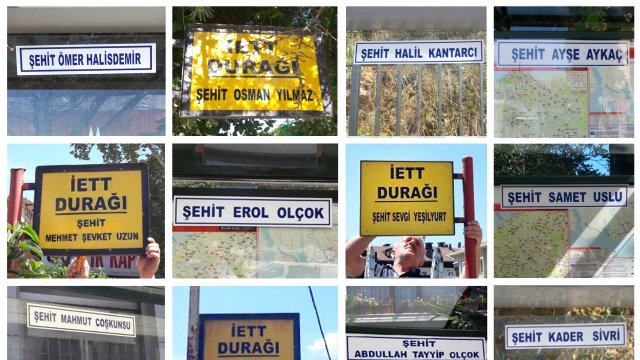 ŞEHİT ÖMER HALİSDEMİR
İETT
DURAĞI
ŞEHİT OSMAN YILMAZ
ŞEHİT HALİL KANTARCI
ŞEHİT AYŞE AYKAÇ
İETT
DURAĞI
ŞEHİT
MEHMET ŞEVKET UZUN
ŞEHİT EROL OLÇOK
İETT
DURAĞI
ŞEHİT SEVGİ YEŞİLYURT
ŞEHİT SAMET USLU
ŞEHİT MAHMUT COŞKUNSU
İETT
DURAĞI
ŞEHİT
ABDULLAH TAYYİP OLÇOK
ŞEHİT KADER SİVRİ